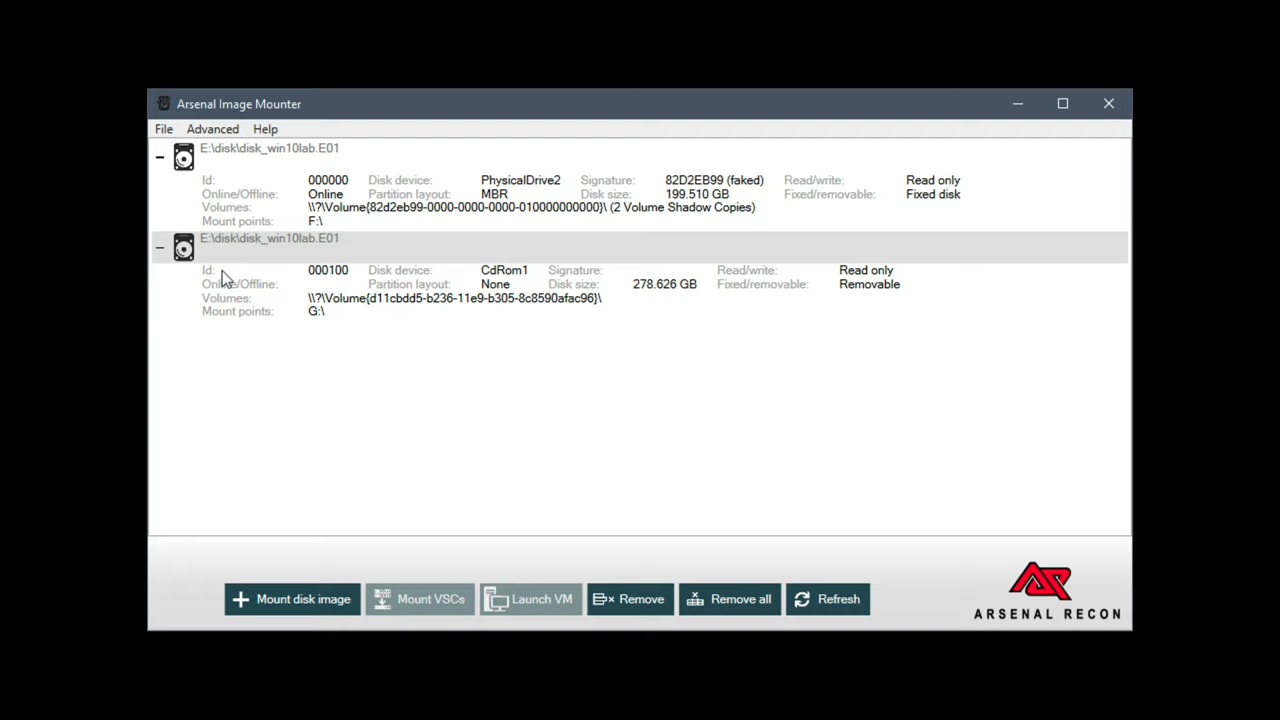 Arsenal Image Mounter
File Advanced Help
E:\disk\disk_win10lab.E01
Id: 000000 Disk device: PhysicalDrive2 Signature: 82D2EB99 (faked) Read/write: Read only
Online/Offline: Online Partition layout: MBR Disk size: 199.510 GB Fixed/removable: Fixed disk
Volumes: \\?\Volume{82d2eb99-0000-0000-0000-010000000000}\ (2 Volume Shadow Copies)
Mount points: F:\
E:\disk\disk_win10lab.E01
Id: 000100 Disk device: CdRom1 Signature: Read/write: Read only
Online/Offline: Partition layout: None Disk size: 278.626 GB Fixed/removable: Removable
Volumes: \\?\Volume{d11cbdd5-b236-11e9-b305-8c8590afac96}\
Mount points: G:\
Mount disk image Mount VSCs Launch VM Remove Remove all Refresh
ARSENAL RECON